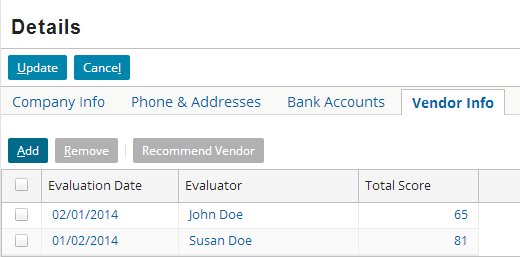 Details
Update Cancel
Company Info Phone & Addresses Bank Accounts Vendor Info
Add Remove Recommend Vendor
Evaluation Date Evaluator Total Score
02/01/2014 John Doe 65
01/02/2014 Susan Doe 81